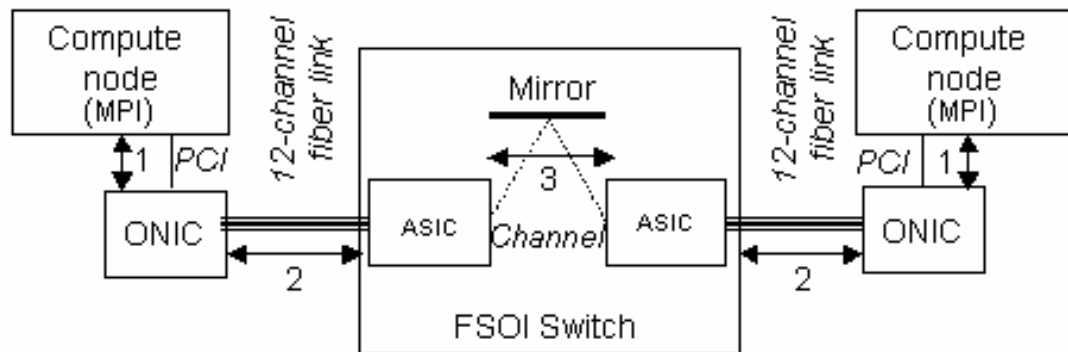 Compute
node
(MPI)
1
PCI
ONIC
12-channel
fiber link
2
Mirror
3
ASIC
Channel
ASIC
FSOI Switch
12-channel
fiber link
2
Compute
node
(MPI)
PCI
1
ONIC